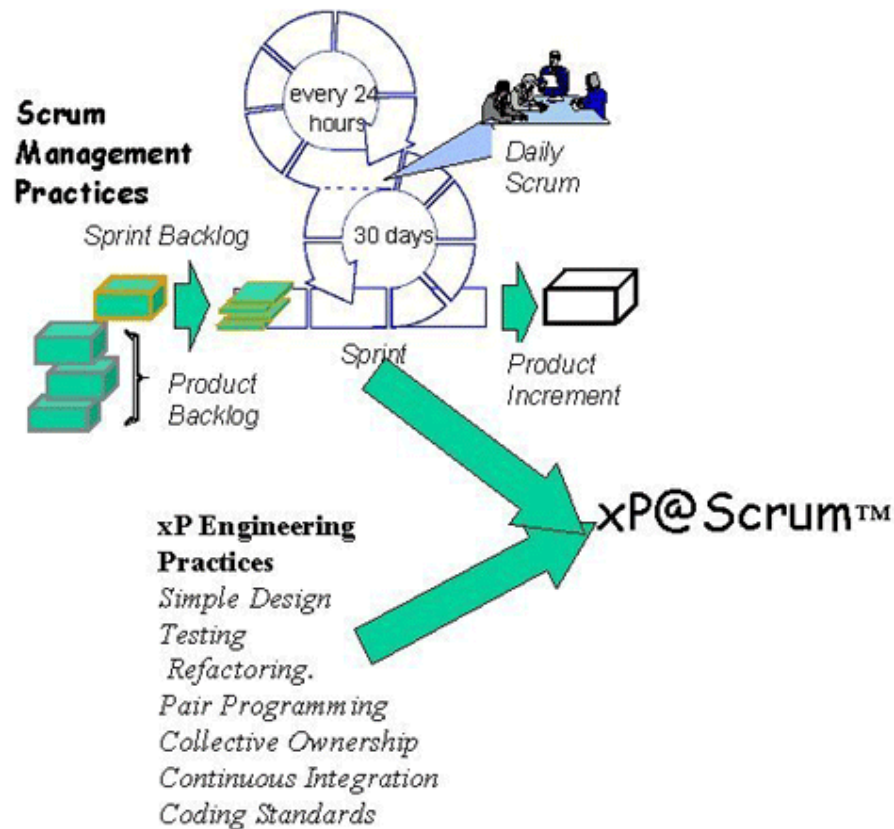 every 24
hours
Scrum
Management
Practices
Daily
Scrum
Sprint Backlog
30 days
Sprint
Product
Increment
Product
Backlog
xP@Scrum™
xP Engineering
Practices
Simple Design
Testing
Refactoring.
Pair Programming
Collective Ownership
Continuous Integration
Coding Standards